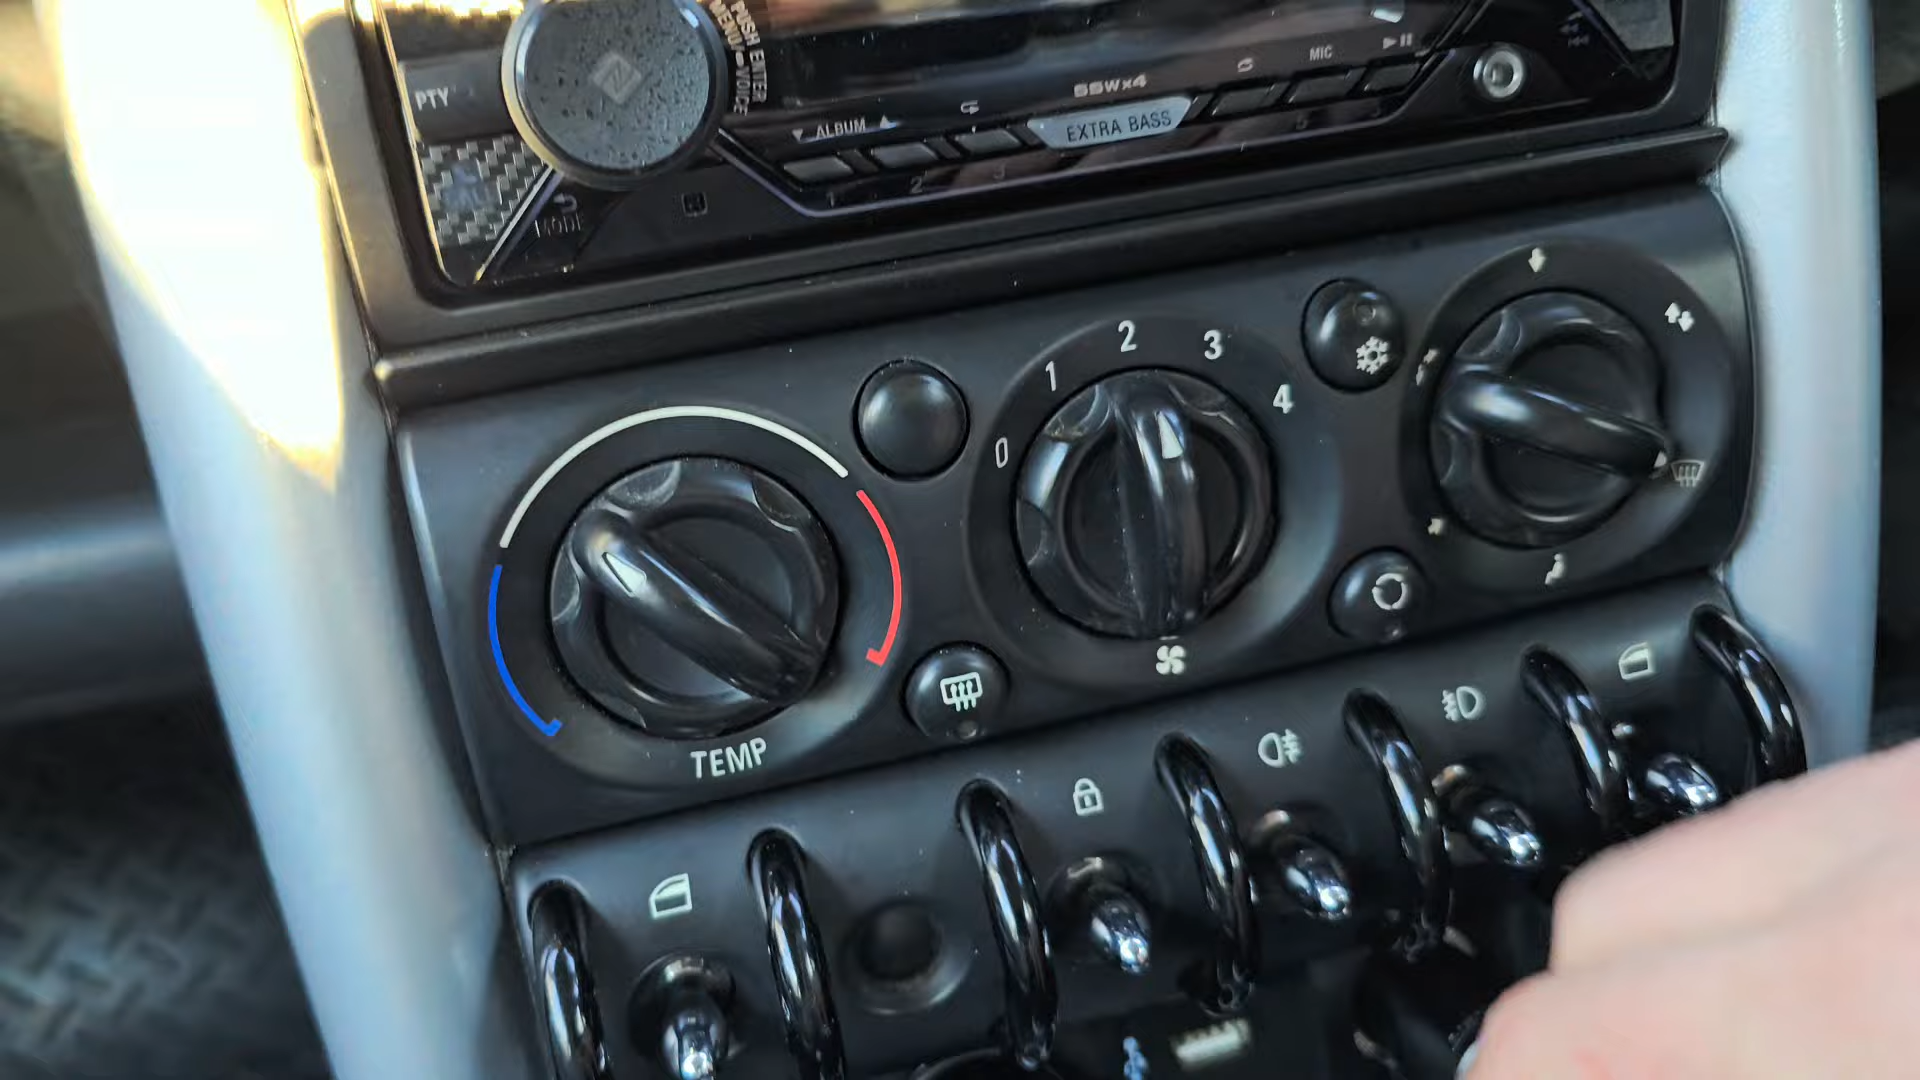 PUSH ENTER
MENU/ VOICE
PTY
ALBUM
55Wx4
EXTRA BASS
MIC
1 2 3
MODE
0 1 2 3 4
TEMP